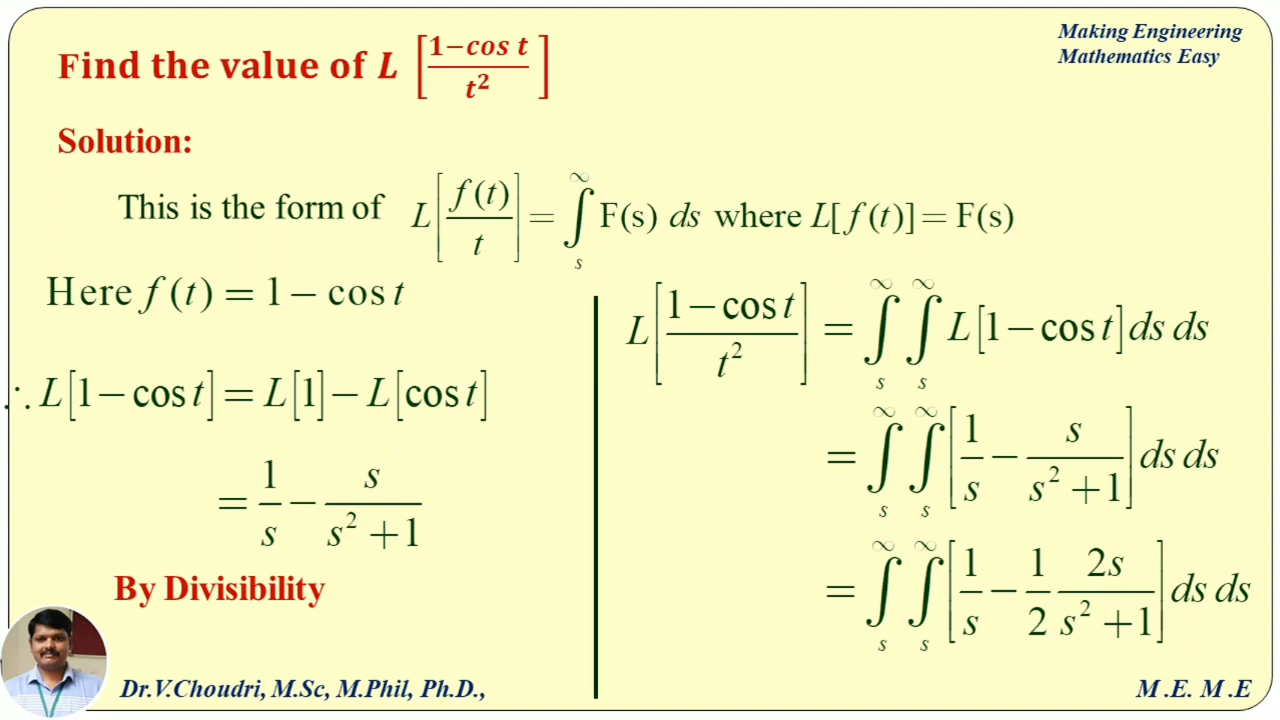 Making Engineering
Mathematics Easy
Find the value of L [(1−cos t)/t²]
Solution:
This is the form of L[f(t)/t] = ∫ₛ^∞ F(s) ds where L[f(t)] = F(s)
Here f(t) = 1 − cos t
∴ L[1 − cos t] = L[1] − L[cos t]
= 1/s − s/(s² + 1)
By Divisibility
L[(1 − cos t)/t²] = ∫ₛ^∞ ∫ₛ^∞ L[1 − cos t] ds ds
= ∫ₛ^∞ ∫ₛ^∞ [1/s − s/(s² + 1)] ds ds
= ∫ₛ^∞ ∫ₛ^∞ [1/s − 1/2 2s/(s² + 1)] ds ds
Dr.V.Choudri, M.Sc, M.Phil, Ph.D.,
M .E. M .E